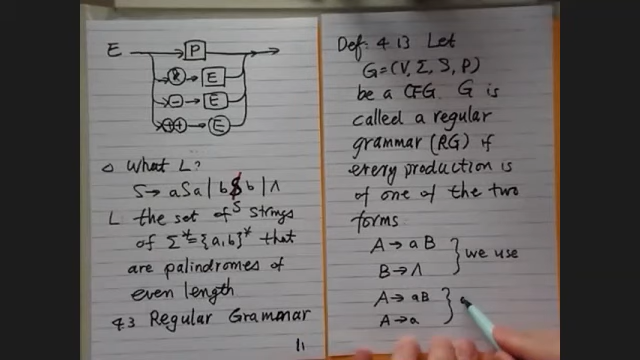 E P
* E
- E
++ E
△ What L?
S→ aSa | bSb | Λ
L the set of strings
of Σ*={a,b}* that
are palindromes of
even length
4.3 Regular Grammar
11
Def: 4.13 Let
G=(V, Σ, S, P)
be a CFG. G is
called a regular
grammar (RG) if
every production is
of one of the two
forms
A→ aB
B→Λ } we use
A→ aB
A→a }